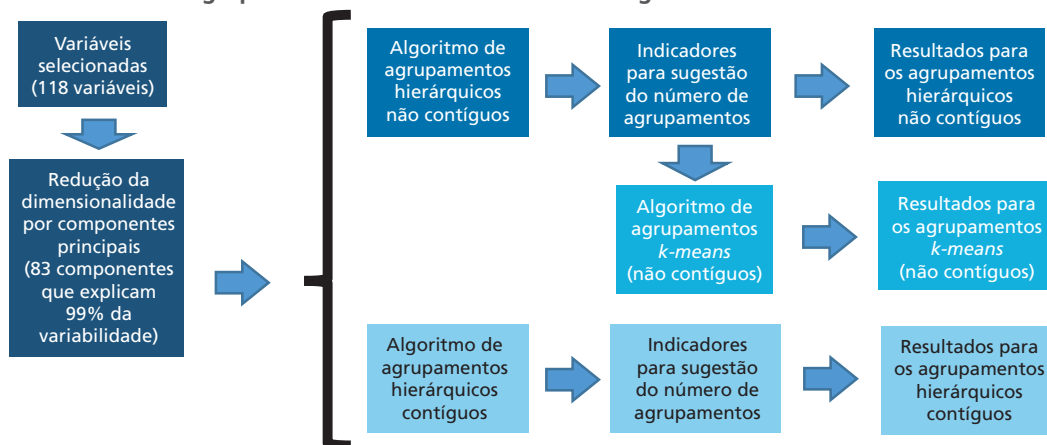 Variáveis
selecionadas
(118 variáveis)
Redução da
dimensionalidade
por componentes
principais
(83 componentes
que explicam
99% da
variabilidade)
Algoritmo de
agrupamentos
hierárquicos
não contíguos
Indicadores
para sugestão
do número de
agrupamentos
Resultados para
os agrupamentos
hierárquicos
não contíguos
Algoritmo de
agrupamentos
k-means
(não contíguos)
Resultados para
os agrupamentos
k-means
(não contíguos)
Algoritmo de
agrupamentos
hierárquicos
contíguos
Indicadores
para sugestão
do número de
agrupamentos
Resultados para
os agrupamentos
hierárquicos
contíguos